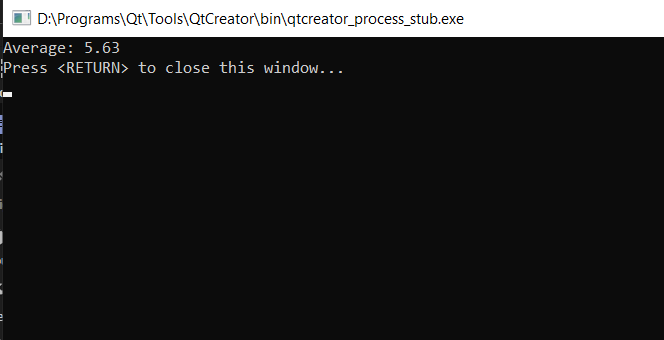 D:\Programs\Qt\Tools\QtCreator\bin\qtcreator_process_stub.exe
Average: 5.63
Press <RETURN> to close this window...